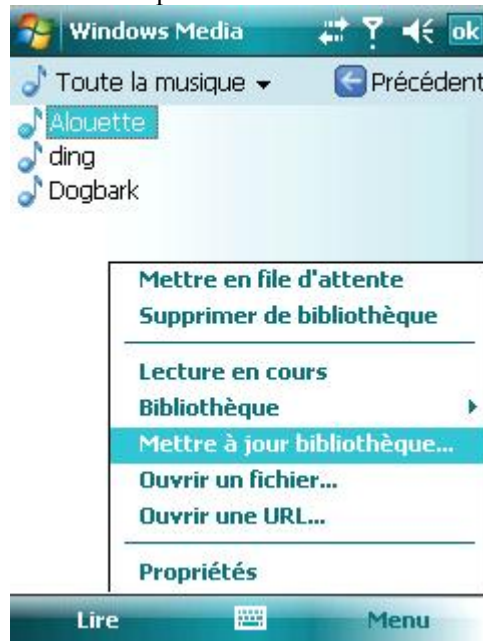 Windows Media
ok
Toute la musique
Précédent
Alouette
ding
Dogbark
Mettre en file d'attente
Supprimer de bibliothèque
Lecture en cours
Bibliothèque
Mettre à jour bibliothèque...
Ouvrir un fichier...
Ouvrir une URL...
Propriétés
Lire
Menu